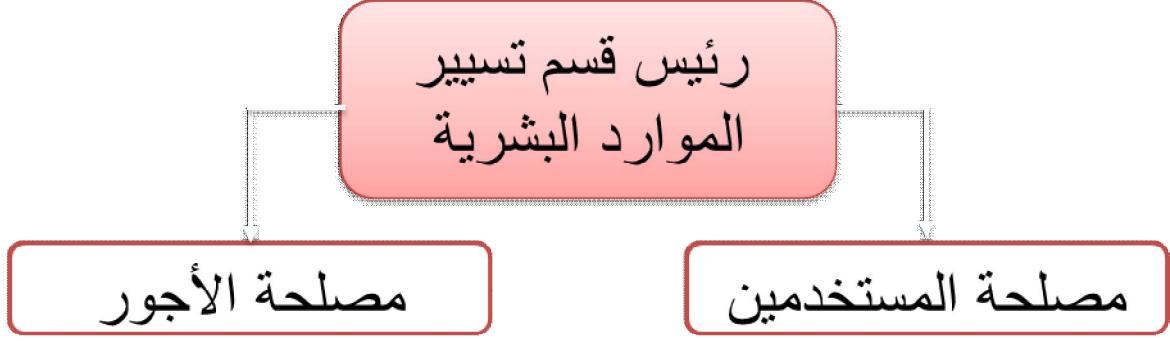 رئيس قسم تسيير
الموارد البشرية
مصلحة المستخدمين
مصلحة الأجور